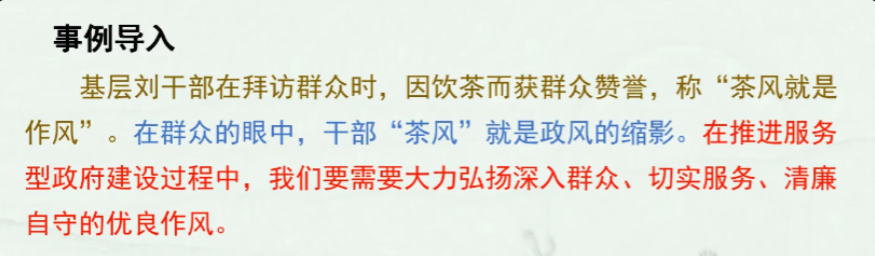 事例导入
基层刘干部在拜访群众时，因饮茶而获群众赞誉，称“茶风就是
作风”。在群众的眼中，干部“茶风”就是政风的缩影。在推进服务
型政府建设过程中，我们要需要大力弘扬深入群众、切实服务、清廉
自守的优良作风。